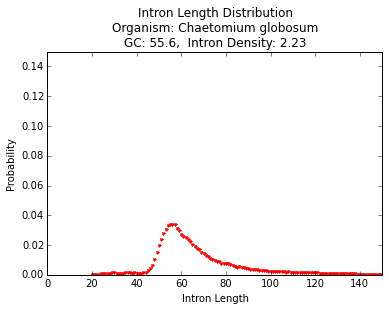 Intron Length Distribution
Organism: Chaetomium globosum
GC: 55.6,  Intron Density: 2.23
0.14
0.12
0.10
0.08
0.06
0.04
0.02
0.00
Probability
0 20 40 60 80 100 120 140
Intron Length